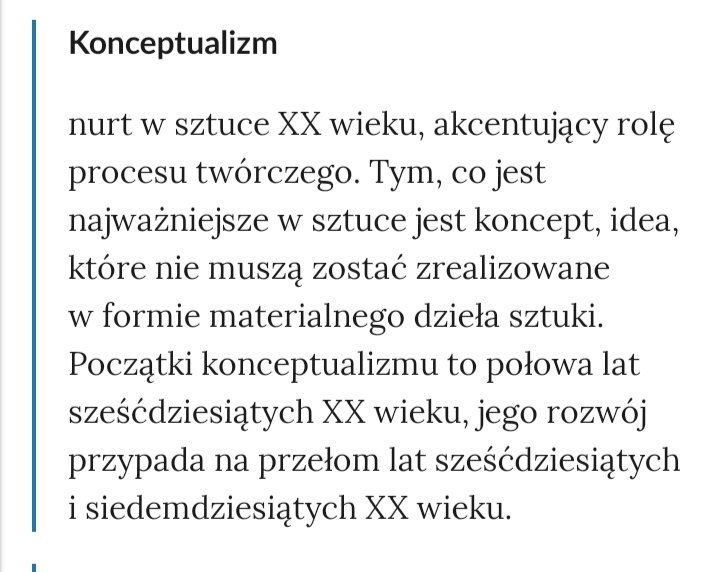 Konceptualizm
nurt w sztuce XX wieku, akcentujący rolę
procesu twórczego. Tym, co jest
najważniejsze w sztuce jest koncept, idea,
które nie muszą zostać zrealizowane
w formie materialnego dzieła sztuki.
Początki konceptualizmu to połowa lat
sześćdziesiątych XX wieku, jego rozwój
przypada na przełom lat sześćdziesiątych
i siedemdziesiątych XX wieku.